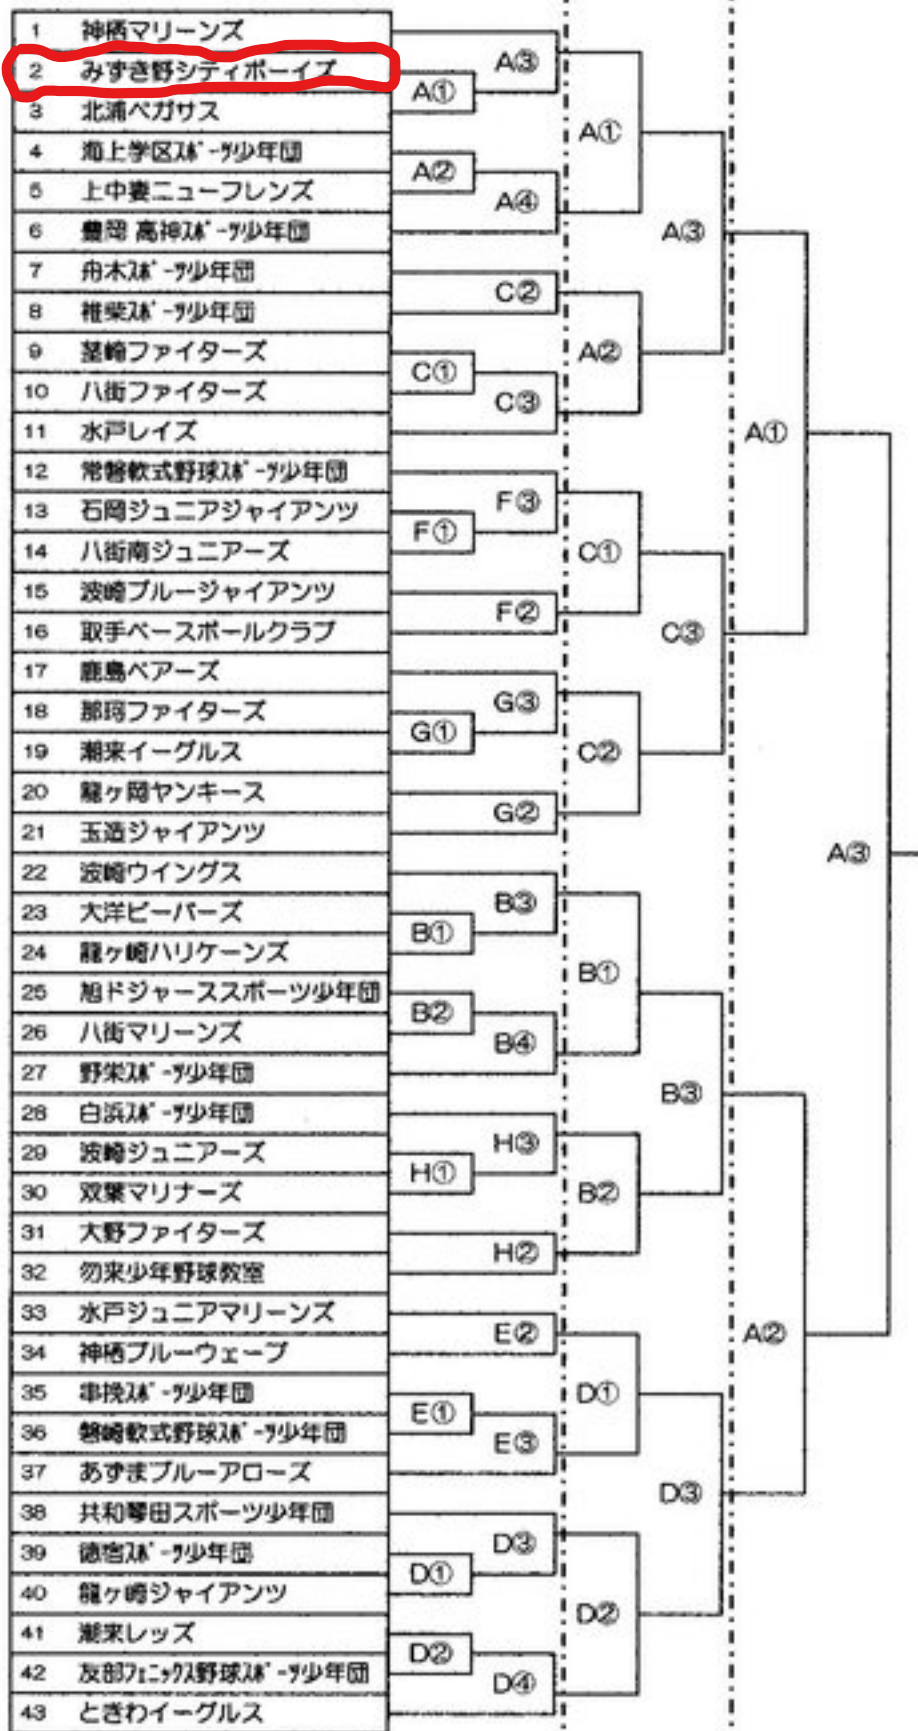 1 神栖マリーンズ
2 みずき野シティボーイズ
A③
A①
3 北浦ペガサス
A①
4 海上学区ｽﾎﾟｰﾂ少年団
A②
5 上中妻ニューフレンズ
A④
6 豊岡 高神ｽﾎﾟｰﾂ少年団
A③
7 舟木ｽﾎﾟｰﾂ少年団
C②
8 椎柴ｽﾎﾟｰﾂ少年団
9 茎崎ファイターズ
A②
C①
10 八街ファイターズ
C③
11 水戸レイズ
A①
12 常磐軟式野球ｽﾎﾟｰﾂ少年団
F③
13 石岡ジュニアジャイアンツ
F①
14 八街南ジュニアーズ
C①
15 波崎ブルージャイアンツ
F②
16 取手ベースボールクラブ
C③
17 鹿島ベアーズ
G③
18 那珂ファイターズ
G①
19 潮来イーグルス
C②
20 龍ヶ岡ヤンキース
G②
21 玉造ジャイアンツ
A③
22 波崎ウイングス
B③
23 大洋ビーバーズ
B①
24 龍ヶ崎ハリケーンズ
B①
25 旭ドジャーススポーツ少年団
B②
26 八街マリーンズ
B④
27 野栄ｽﾎﾟｰﾂ少年団
B③
28 白浜ｽﾎﾟｰﾂ少年団
H③
29 波崎ジュニアーズ
H①
30 双葉マリナーズ
B②
31 大野ファイターズ
H②
32 勿来少年野球教室
33 水戸ジュニアマリーンズ
E②
A②
34 神栖ブルーウェーブ
35 串挽ｽﾎﾟｰﾂ少年団
D①
E①
36 磐崎軟式野球ｽﾎﾟｰﾂ少年団
E③
37 あずまブルーアローズ
D③
38 共和琴田スポーツ少年団
D③
39 徳宿ｽﾎﾟｰﾂ少年団
D①
40 龍ヶ崎ジャイアンツ
D②
41 潮来レッズ
D②
42 友部ﾌｪﾆｯｸｽ野球ｽﾎﾟｰﾂ少年団
D④
43 ときわイーグルス